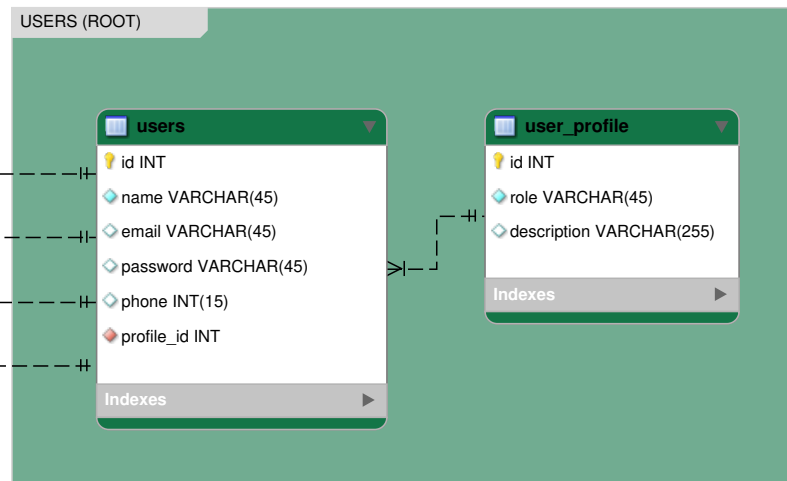 USERS (ROOT)
users
id INT
name VARCHAR(45)
email VARCHAR(45)
password VARCHAR(45)
phone INT(15)
profile_id INT
Indexes
user_profile
id INT
role VARCHAR(45)
description VARCHAR(255)
Indexes